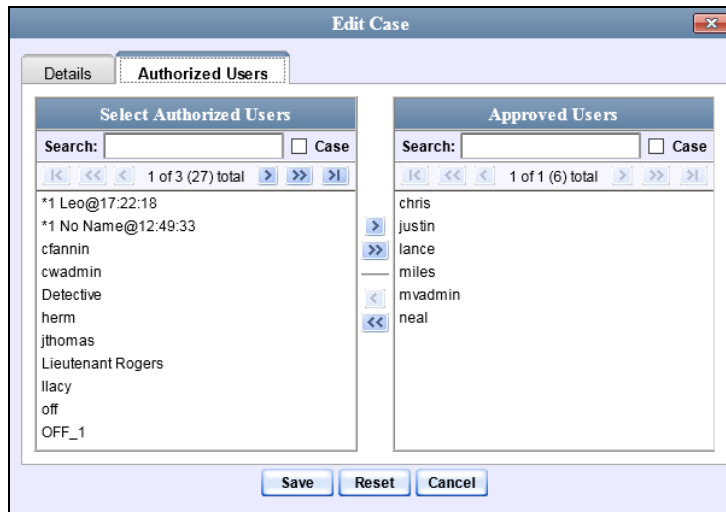 Edit Case
Details
Authorized Users
Select Authorized Users
Search:
Case
1 of 3 (27) total
*1 Leo@17:22:18
*1 No Name@12:49:33
cfannin
cwadmin
Detective
herm
jthomas
Lieutenant Rogers
llacy
off
OFF_1
Approved Users
Search:
Case
1 of 1 (6) total
chris
justin
lance
miles
mvadmin
neal
Save
Reset
Cancel